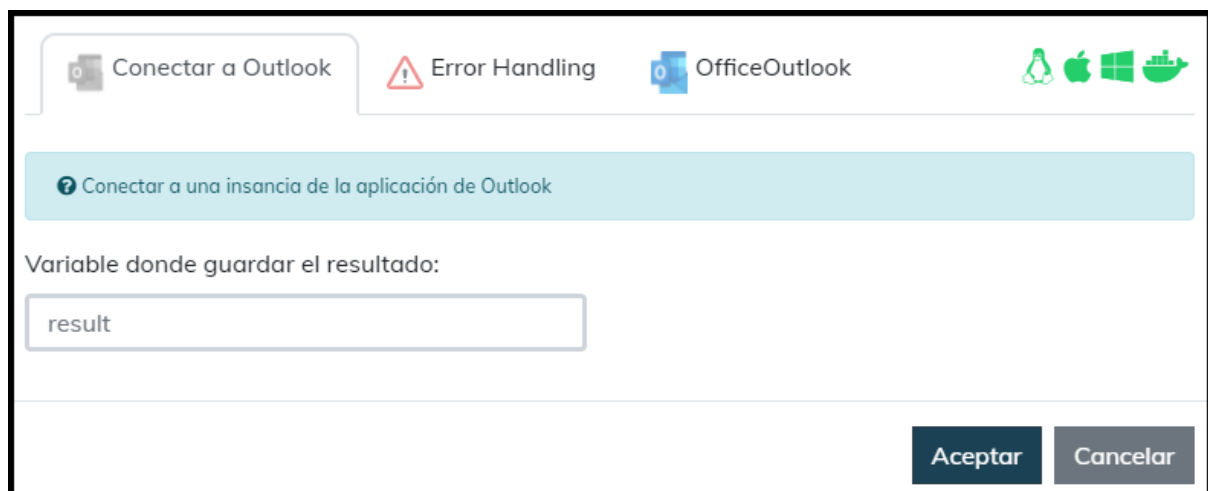 Conectar a Outlook
Error Handling
OfficeOutlook
Conectar a una insancia de la aplicación de Outlook
Variable donde guardar el resultado:
result
Aceptar
Cancelar